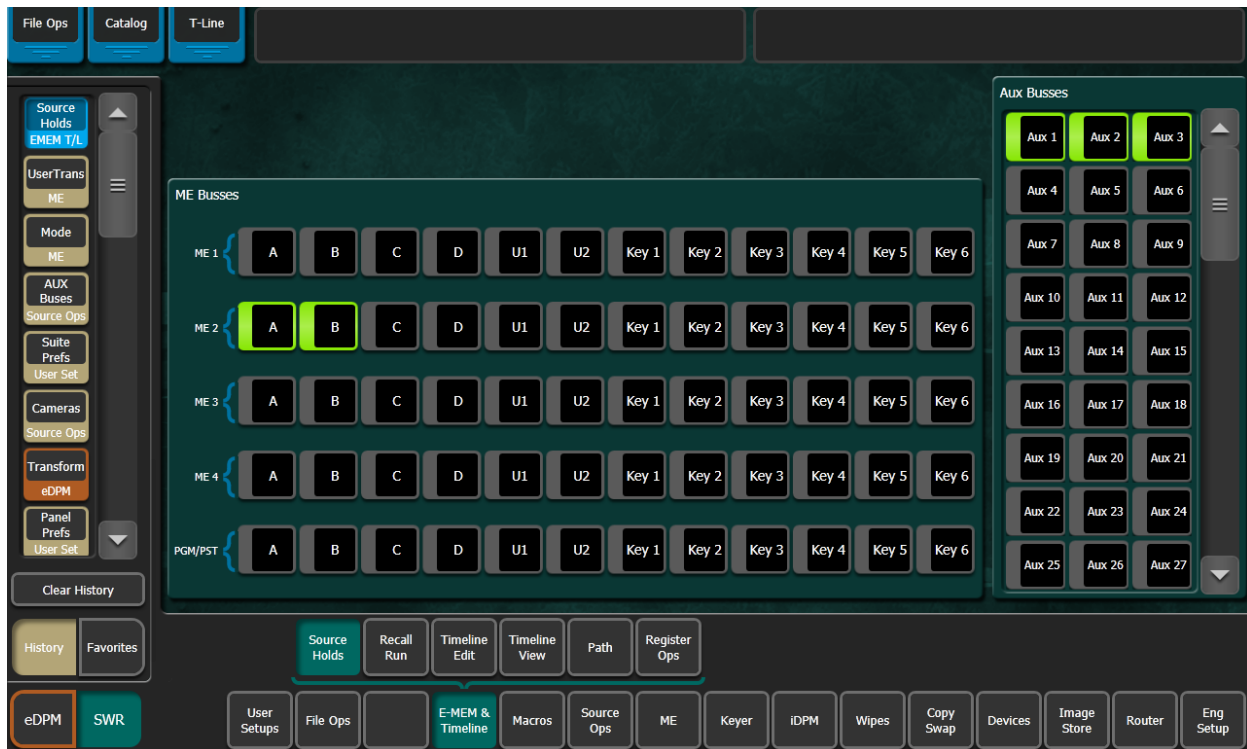 File Ops Catalog T-Line
Source
Holds
EMEM T/L
UserTrans
ME
Mode
ME
AUX
Buses
Source Ops
Suite
Prefs
User Set
Cameras
Source Ops
Transform
eDPM
Panel
Prefs
User Set
Clear History
History Favorites
eDPM SWR
ME Busses
ME 1 A B C D U1 U2 Key 1 Key 2 Key 3 Key 4 Key 5 Key 6
ME 2 A B C D U1 U2 Key 1 Key 2 Key 3 Key 4 Key 5 Key 6
ME 3 A B C D U1 U2 Key 1 Key 2 Key 3 Key 4 Key 5 Key 6
ME 4 A B C D U1 U2 Key 1 Key 2 Key 3 Key 4 Key 5 Key 6
PGM/PST A B C D U1 U2 Key 1 Key 2 Key 3 Key 4 Key 5 Key 6
Aux Busses
Aux 1 Aux 2 Aux 3
Aux 4 Aux 5 Aux 6
Aux 7 Aux 8 Aux 9
Aux 10 Aux 11 Aux 12
Aux 13 Aux 14 Aux 15
Aux 16 Aux 17 Aux 18
Aux 19 Aux 20 Aux 21
Aux 22 Aux 23 Aux 24
Aux 25 Aux 26 Aux 27
Source
Holds
Recall
Run
Timeline
Edit
Timeline
View
Path
Register
Ops
User
Setups
File Ops
E-MEM &
Timeline
Macros
Source
Ops
ME
Keyer
iDPM
Wipes
Copy
Swap
Devices
Image
Store
Router
Eng
Setup